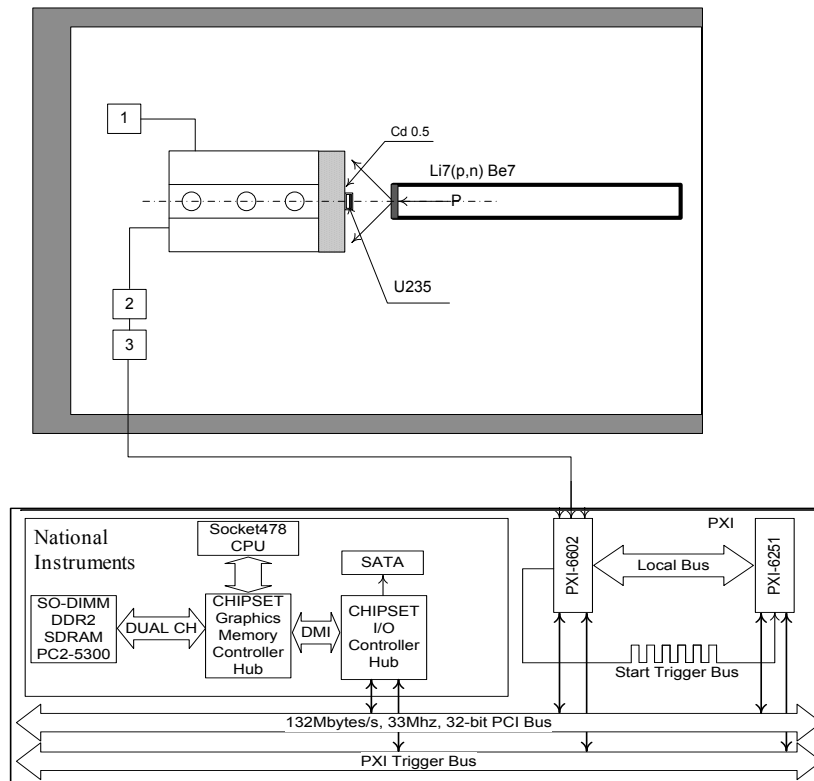 1
Cd 0.5
Li7(p,n) Be7
P
U235
2
3
National
Instruments
Socket478
CPU
SATA
SO-DIMM
DDR2
SDRAM
PC2-5300
DUAL CH
CHIPSET
Graphics
Memory
Controller
Hub
DMI
CHIPSET
I/O
Controller
Hub
PXI-6602
PXI
Local Bus
PXI-6251
Start Trigger Bus
132Mbytes/s, 33Mhz, 32-bit PCI Bus
PXI Trigger Bus